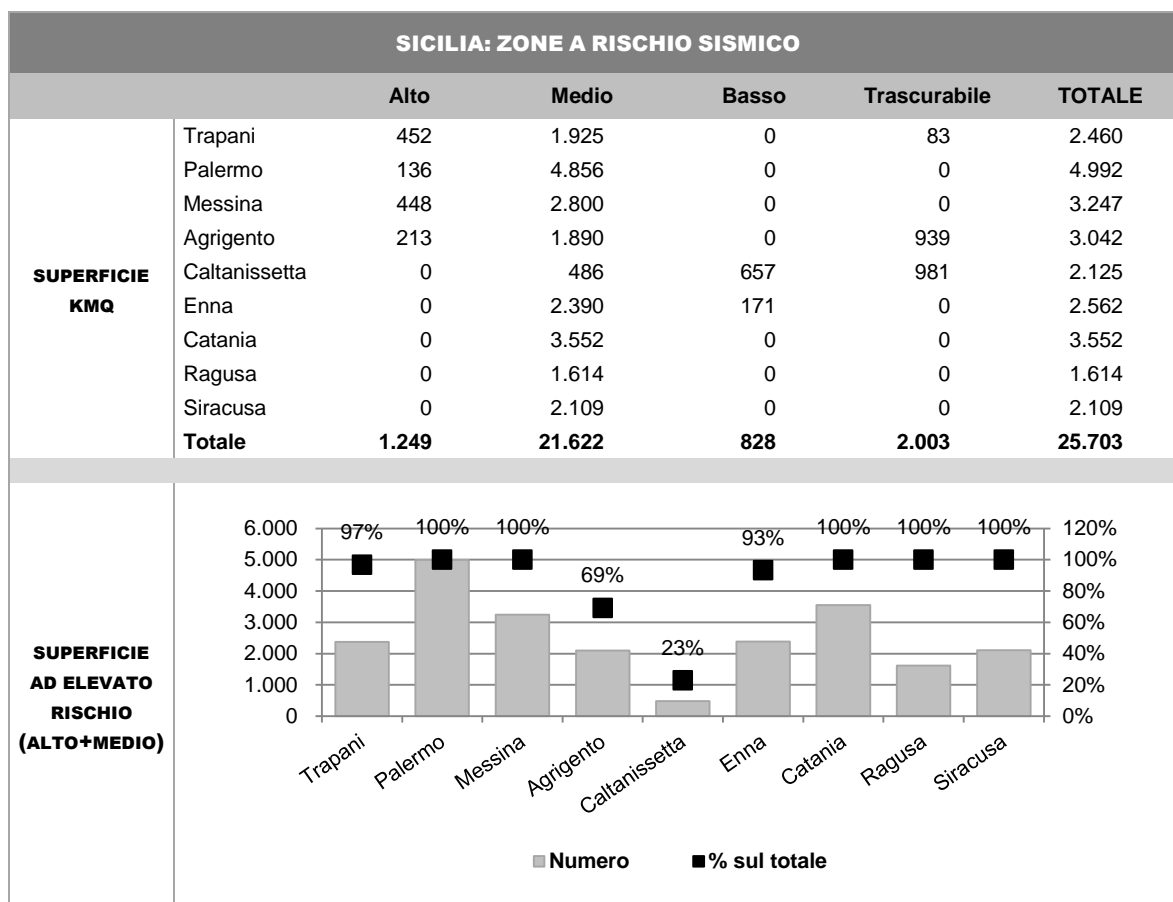 SICILIA: ZONE A RISCHIO SISMICO
Alto Medio Basso Trascurabile TOTALE
SUPERFICIE KMQ
Trapani 452 1.925 0 83 2.460
Palermo 136 4.856 0 0 4.992
Messina 448 2.800 0 0 3.247
Agrigento 213 1.890 0 939 3.042
Caltanissetta 0 486 657 981 2.125
Enna 0 2.390 171 0 2.562
Catania 0 3.552 0 0 3.552
Ragusa 0 1.614 0 0 1.614
Siracusa 0 2.109 0 0 2.109
Totale 1.249 21.622 828 2.003 25.703
SUPERFICIE
AD ELEVATO
RISCHIO
(ALTO+MEDIO)
6.000
5.000
4.000
3.000
2.000
1.000
0
97% 100% 100% 69% 23% 93% 100% 100% 100%
120%
100%
80%
60%
40%
20%
0%
Trapani Palermo Messina Agrigento Caltanissetta Enna Catania Ragusa Siracusa
Numero % sul totale